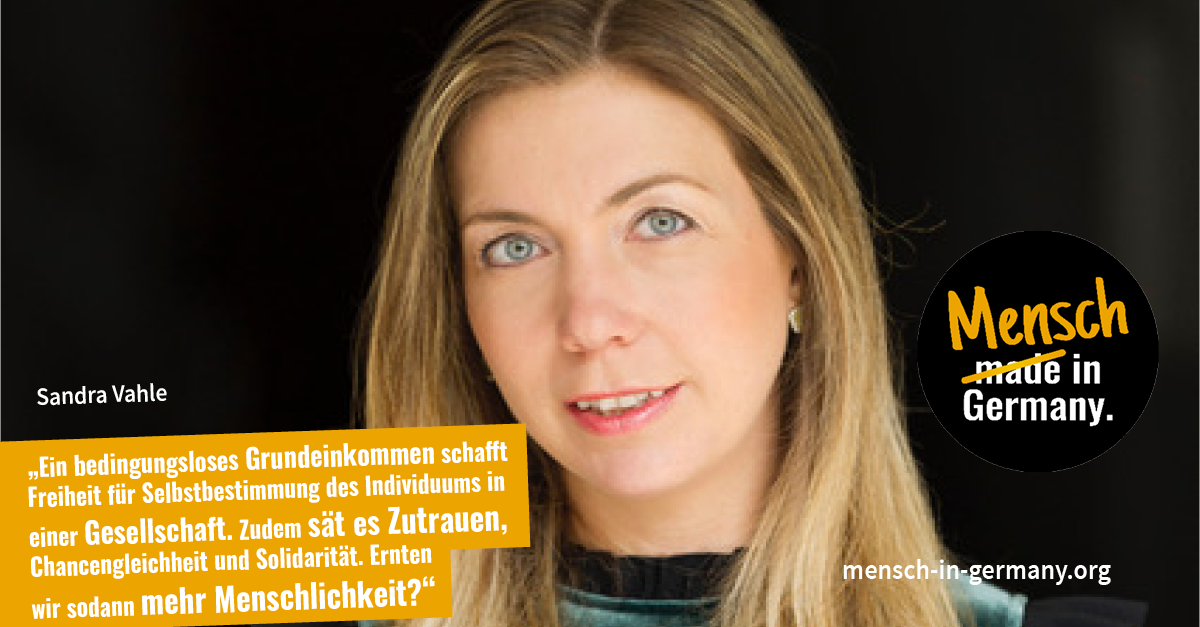 Sandra Vahle
„Ein bedingungsloses Grundeinkommen schafft
Freiheit für Selbstbestimmung des Individuums in
einer Gesellschaft. Zudem sät es Zutrauen,
Chancengleichheit und Solidarität. Ernten
wir sodann mehr Menschlichkeit?“
Mensch
made in
Germany.
mensch-in-germany.org